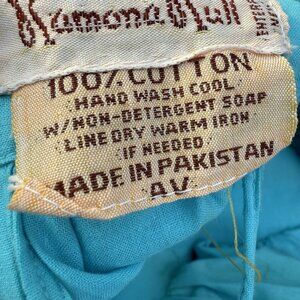 Ramona Rull
ENTERP
100% COTTON
HAND WASH COOL
W/NON-DETERGENT SOAP
LINE DRY WARM IRON
IF NEEDED
MADE IN PAKISTAN
A.V.